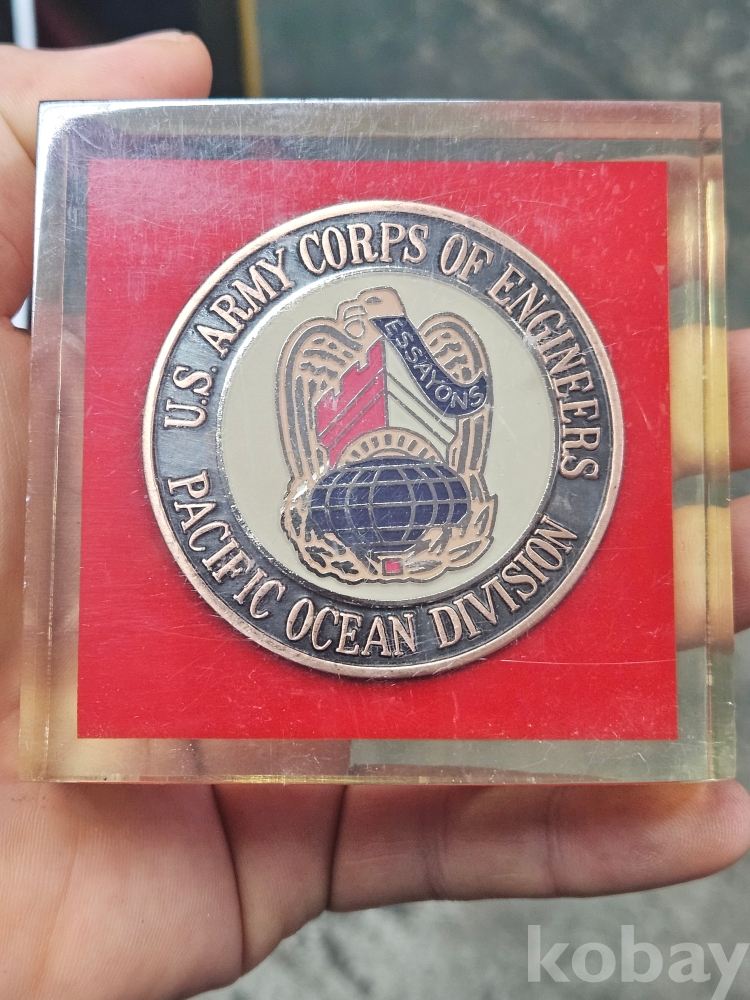 U.S. ARMY CORPS OF ENGINEERS
ESSAYONS
PACIFIC OCEAN DIVISION
kobay